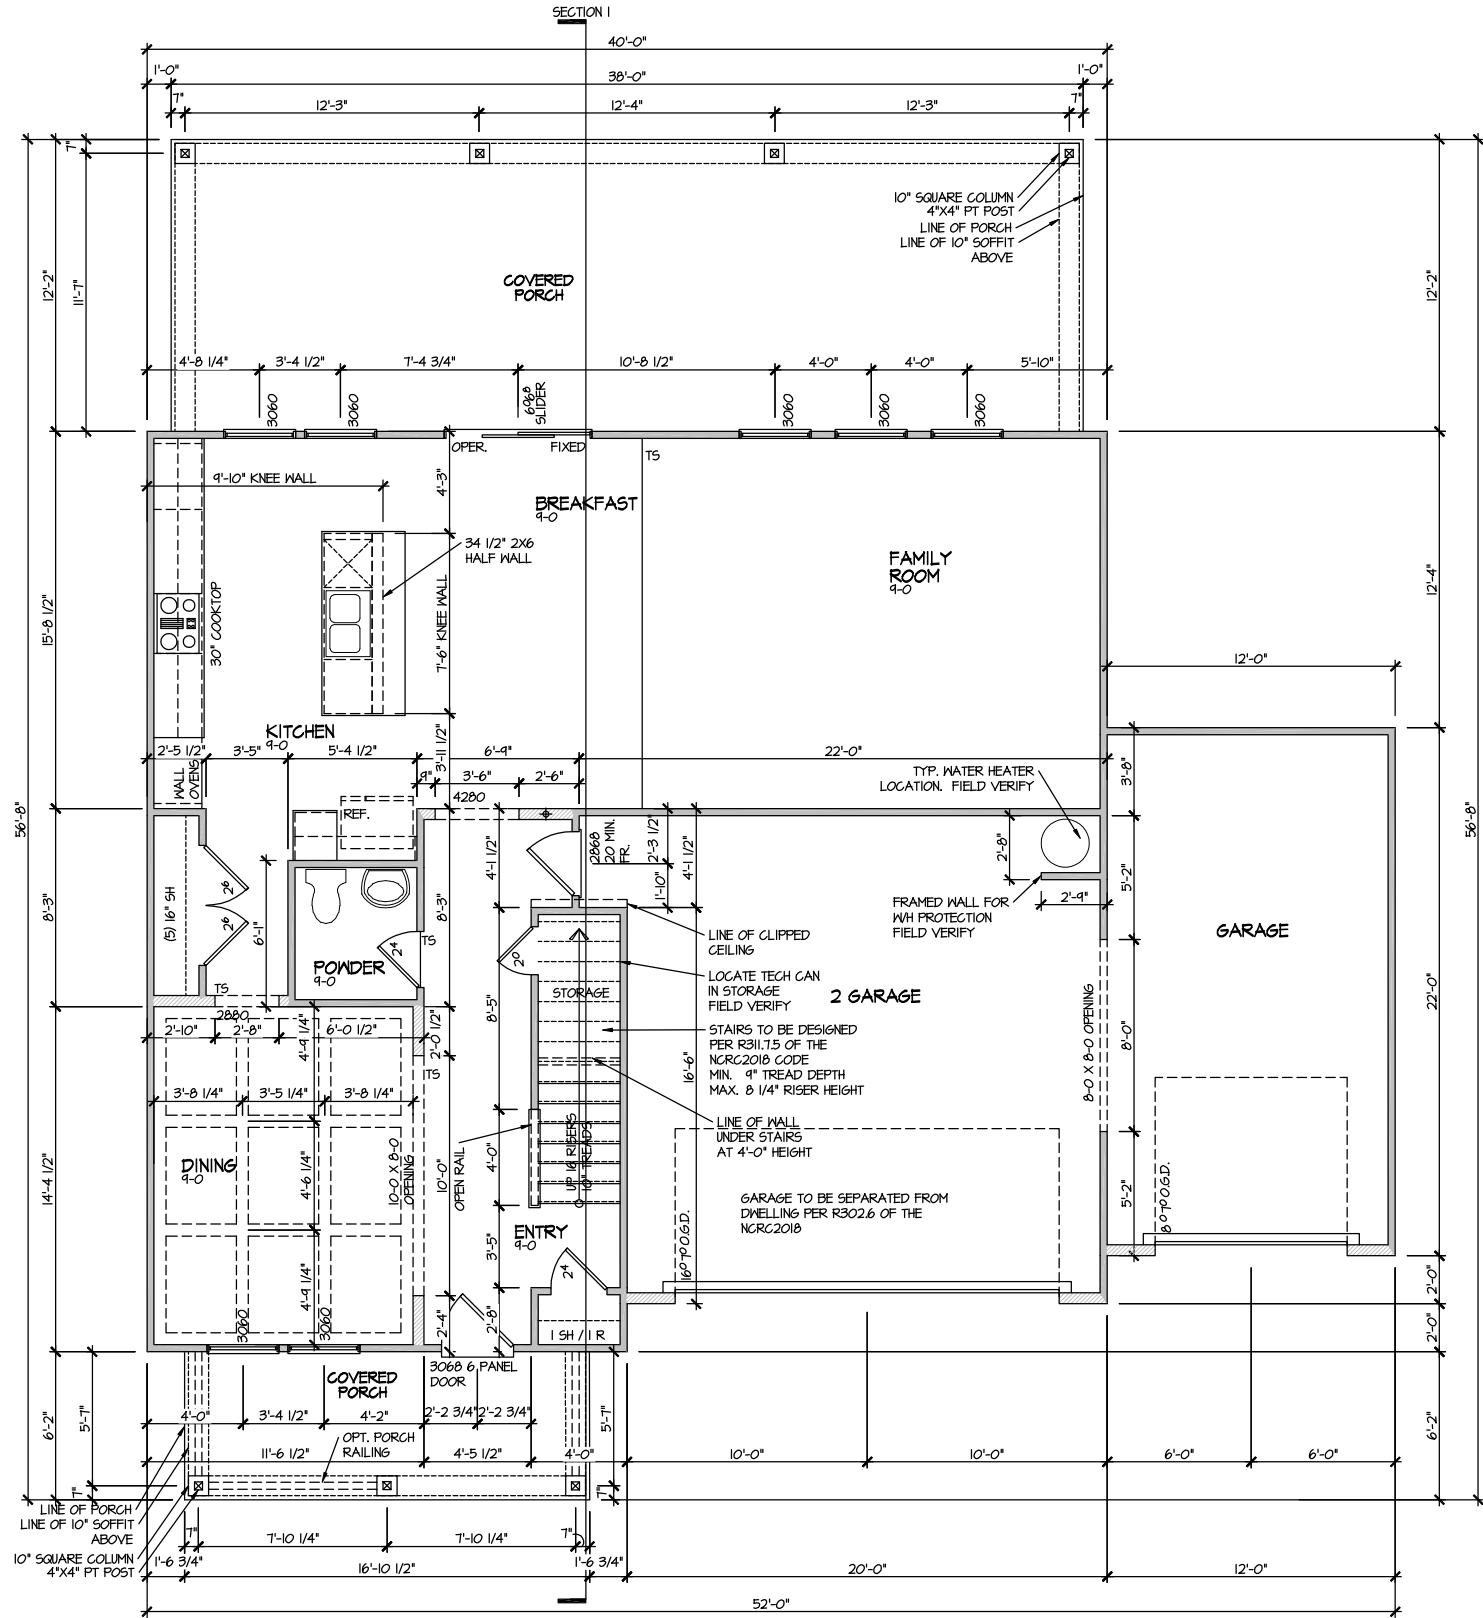 SECTION 1
40'-0"
1'-0"
38'-0"
1'-0"
7"
12'-3"
12'-4"
12'-3"
7"
7"
10" SQUARE COLUMN
4"X4" PT POST
LINE OF PORCH
LINE OF 10" SOFFIT
ABOVE
COVERED
PORCH
12'-2"
11'-7"
12'-2"
4'-8 1/4"
3'-4 1/2"
7'-4 3/4"
10'-8 1/2"
4'-0"
4'-0"
5'-10"
3060
3060
6068
SLIDER
3060
3060
3060
OPER.
FIXED
TS
9'-10" KNEE WALL
4'-3"
BREAKFAST
9-0
34 1/2" 2X6
HALF WALL
FAMILY
ROOM
9-0
30" COOKTOP
7'-6" KNEE WALL
15'-8 1/2"
12'-4"
12'-0"
KITCHEN
9-0
2'-5 1/2"
3'-5"
5'-4 1/2"
3'-11 1/2"
6'-9"
22'-0"
9"
3'-6"
2'-6"
4280
WALL
OVENS
REF.
TYP. WATER HEATER
LOCATION. FIELD VERIFY
3'-8"
56'-8"
56'-8"
2868
20 MIN.
FR.
2'-3 1/2"
4'-1 1/2"
4'-1 1/2"
1'-10"
2'-8"
5'-2"
2'-9"
FRAMED WALL FOR
W/H PROTECTION
FIELD VERIFY
(5) 16" SH
2⁶
2⁶
6'-1"
8'-3"
8'-3"
2⁴
TS
POWDER
9-0
2⁰
LINE OF CLIPPED
CEILING
LOCATE TECH CAN
IN STORAGE
FIELD VERIFY
STORAGE
2 GARAGE
GARAGE
STAIRS TO BE DESIGNED
PER R311.7.5 OF THE
NCRC2018 CODE
MIN. 9" TREAD DEPTH
MAX. 8 1/4" RISER HEIGHT
LINE OF WALL
UNDER STAIRS
AT 4'-0" HEIGHT
TS
2880
2'-10"
2'-8"
6'-0 1/2"
4'-9 1/4"
2'-0 1/2"
TS
8'-5"
16'-6"
8-0 X 8-0 OPENING
8'-0"
22'-0"
3'-8 1/4"
3'-5 1/4"
3'-8 1/4"
DINING
9-0
4'-6 1/4"
10-0 X 8-0
OPENING
10'-0"
OPEN RAIL
4'-0"
UP 16 RISERS
10" TREADS
14'-4 1/2"
GARAGE TO BE SEPARATED FROM
DWELLING PER R302.6 OF THE
NCRC2018
5'-2"
8⁰7⁰O.G.D.
16⁰7⁰O.G.D.
ENTRY
9-0
3'-5"
2⁴
4'-9 1/4"
3060
3060
2'-4"
2'-8"
1 SH / 1 R
2'-0"
2'-0"
3068 6 PANEL
DOOR
COVERED
PORCH
4'-0"
3'-4 1/2"
4'-2"
2'-2 3/4"
2'-2 3/4"
6'-2"
5'-7"
5'-7"
6'-2"
OPT. PORCH
RAILING
11'-6 1/2"
4'-5 1/2"
4'-0"
10'-0"
10'-0"
6'-0"
6'-0"
7"
7"
LINE OF PORCH
LINE OF 10" SOFFIT
ABOVE
10" SQUARE COLUMN
4"X4" PT POST
7"
7'-10 1/4"
7'-10 1/4"
7"
1'-6 3/4"
16'-10 1/2"
1'-6 3/4"
20'-0"
12'-0"
52'-0"